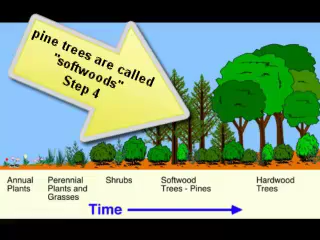 pine trees are called
"softwoods"
Step 4
Annual
Plants
Perennial
Plants and
Grasses
Shrubs
Softwood
Trees - Pines
Hardwood
Trees
Time